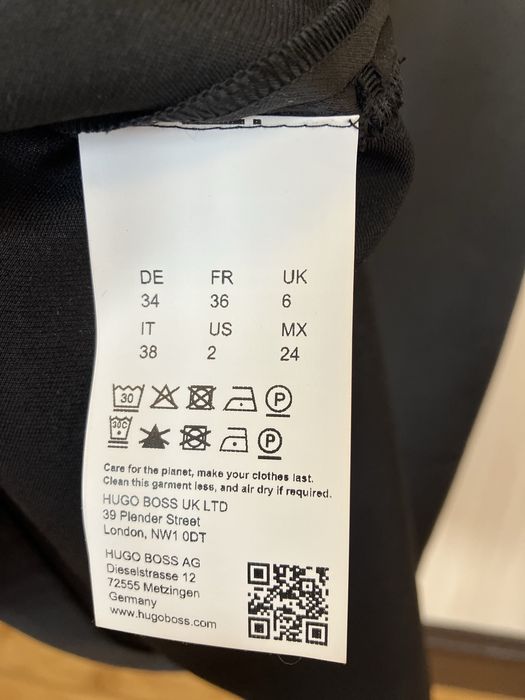 DE FR UK
34 36 6
IT US MX
38 2 24
30 P
30C P
Care for the planet, make your clothes last.
Clean this garment less, and air dry if required.
HUGO BOSS UK LTD
39 Plender Street
London, NW1 0DT
HUGO BOSS AG
Dieselstrasse 12
72555 Metzingen
Germany
www.hugoboss.com